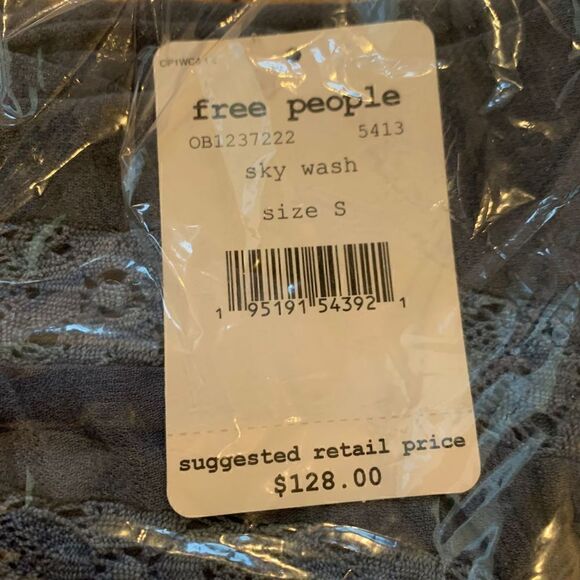 free people
OB1237222 5413
sky wash
size S
1 95191 54392 1
suggested retail price
$128.00